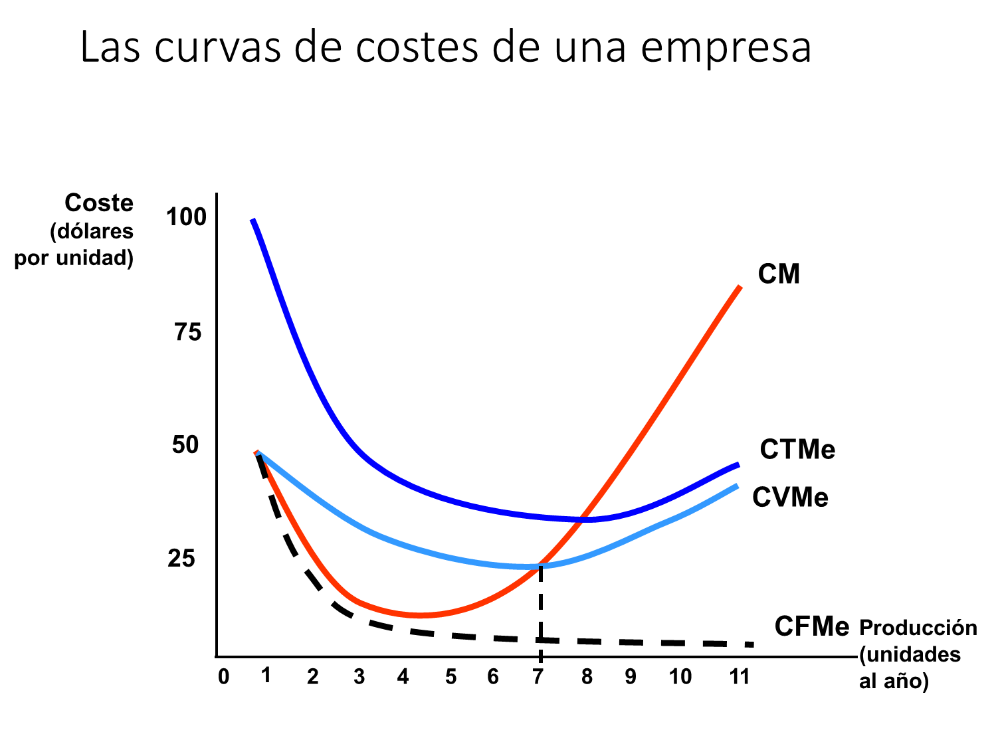 Las curvas de costes de una empresa
Coste
(dólares
por unidad)
100
75
50
25
CM
CTMe
CVMe
CFMe
Producción
(unidades
al año)
0 1 2 3 4 5 6 7 8 9 10 11